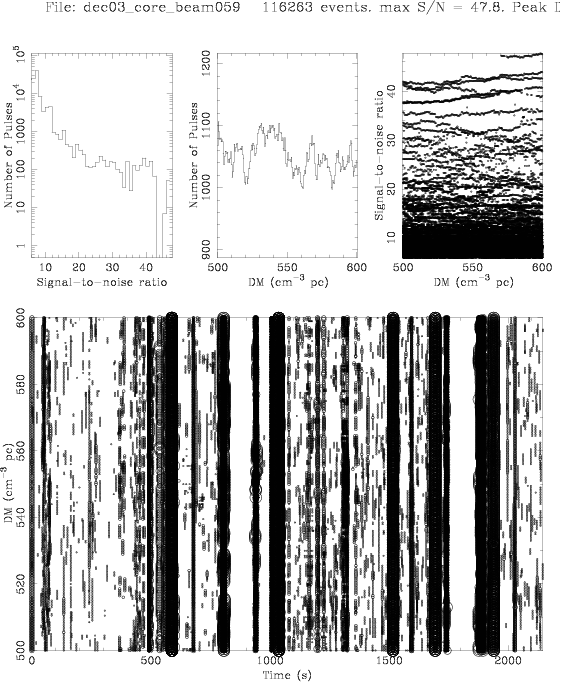 File: dec03_core_beam059 116263 events. max S/N = 47.8. Peak D
Number of Pulses
1 10 100 1000 10^4 10^5
10 20 30 40
Signal-to-noise ratio
Number of Pulses
900 1000 1100 1200
500 550 600
DM (cm^-3 pc)
Signal-to-noise ratio
10 20 30 40
500 550 600
DM (cm^-3 pc)
DM (cm^-3 pc)
500 520 540 560 580 600
0 500 1000 1500 2000
Time (s)